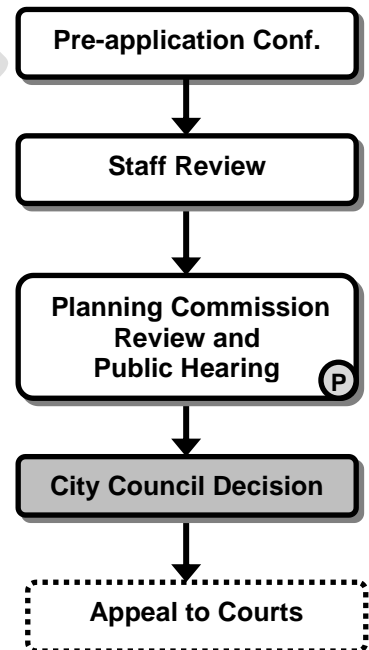 Pre-application Conf.
Staff Review
Planning Commission
Review and
Public Hearing
P
City Council Decision
Appeal to Courts